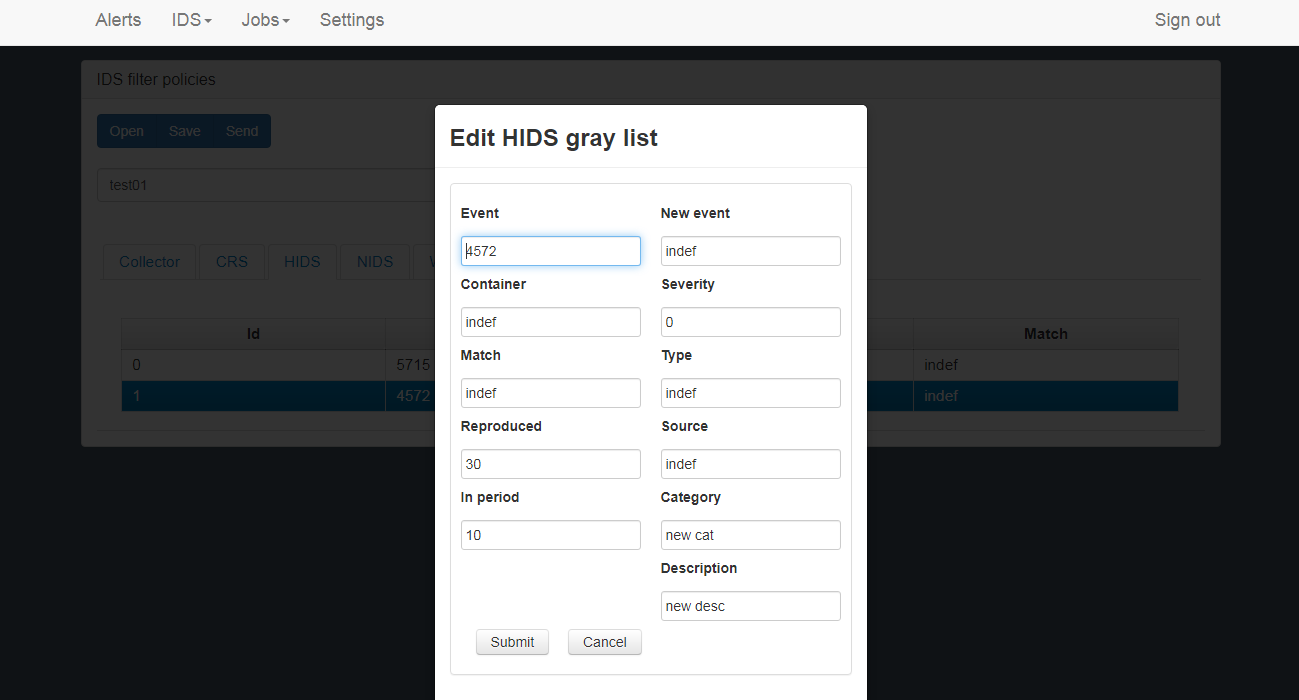 Alerts IDS Jobs Settings Sign out
IDS filter policies
Open Save Send
test01
Collector CRS HIDS NIDS
Id Match
0 5715 indef
1 4572 indef
Edit HIDS gray list
Event New event
4572 indef
Container Severity
indef 0
Match Type
indef indef
Reproduced Source
30 indef
In period Category
10 new cat
Description
new desc
Submit Cancel